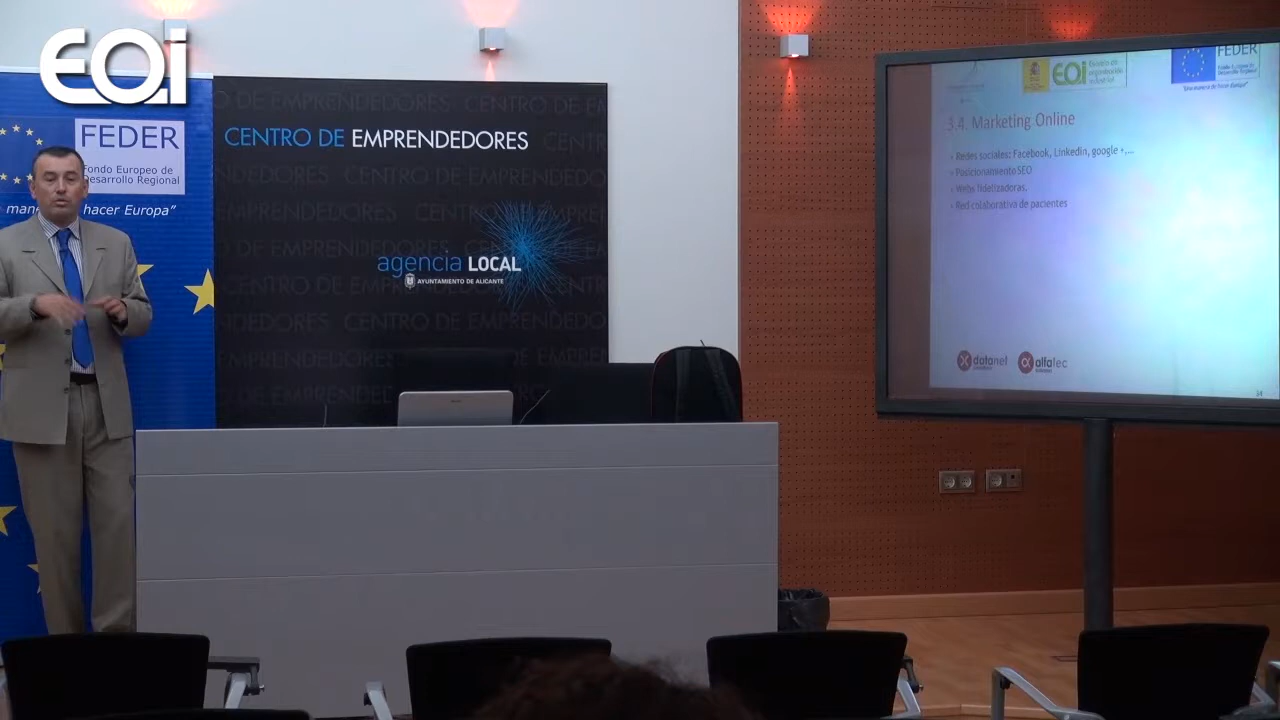 EOi
FEDER
Fondo Europeo de
Desarrollo Regional
hacer Europa”
CENTRO DE EMPRENDEDORES
agencia LOCAL
AYUNTAMIENTO DE ALICANTE
EOi
FEDER
3.4. Marketing Online
Redes sociales: Facebook, Linkedin, google +,...
Posicionamiento SEO
Webs fidelizadoras.
Red colaborativa de pacientes
datanet
alfatec